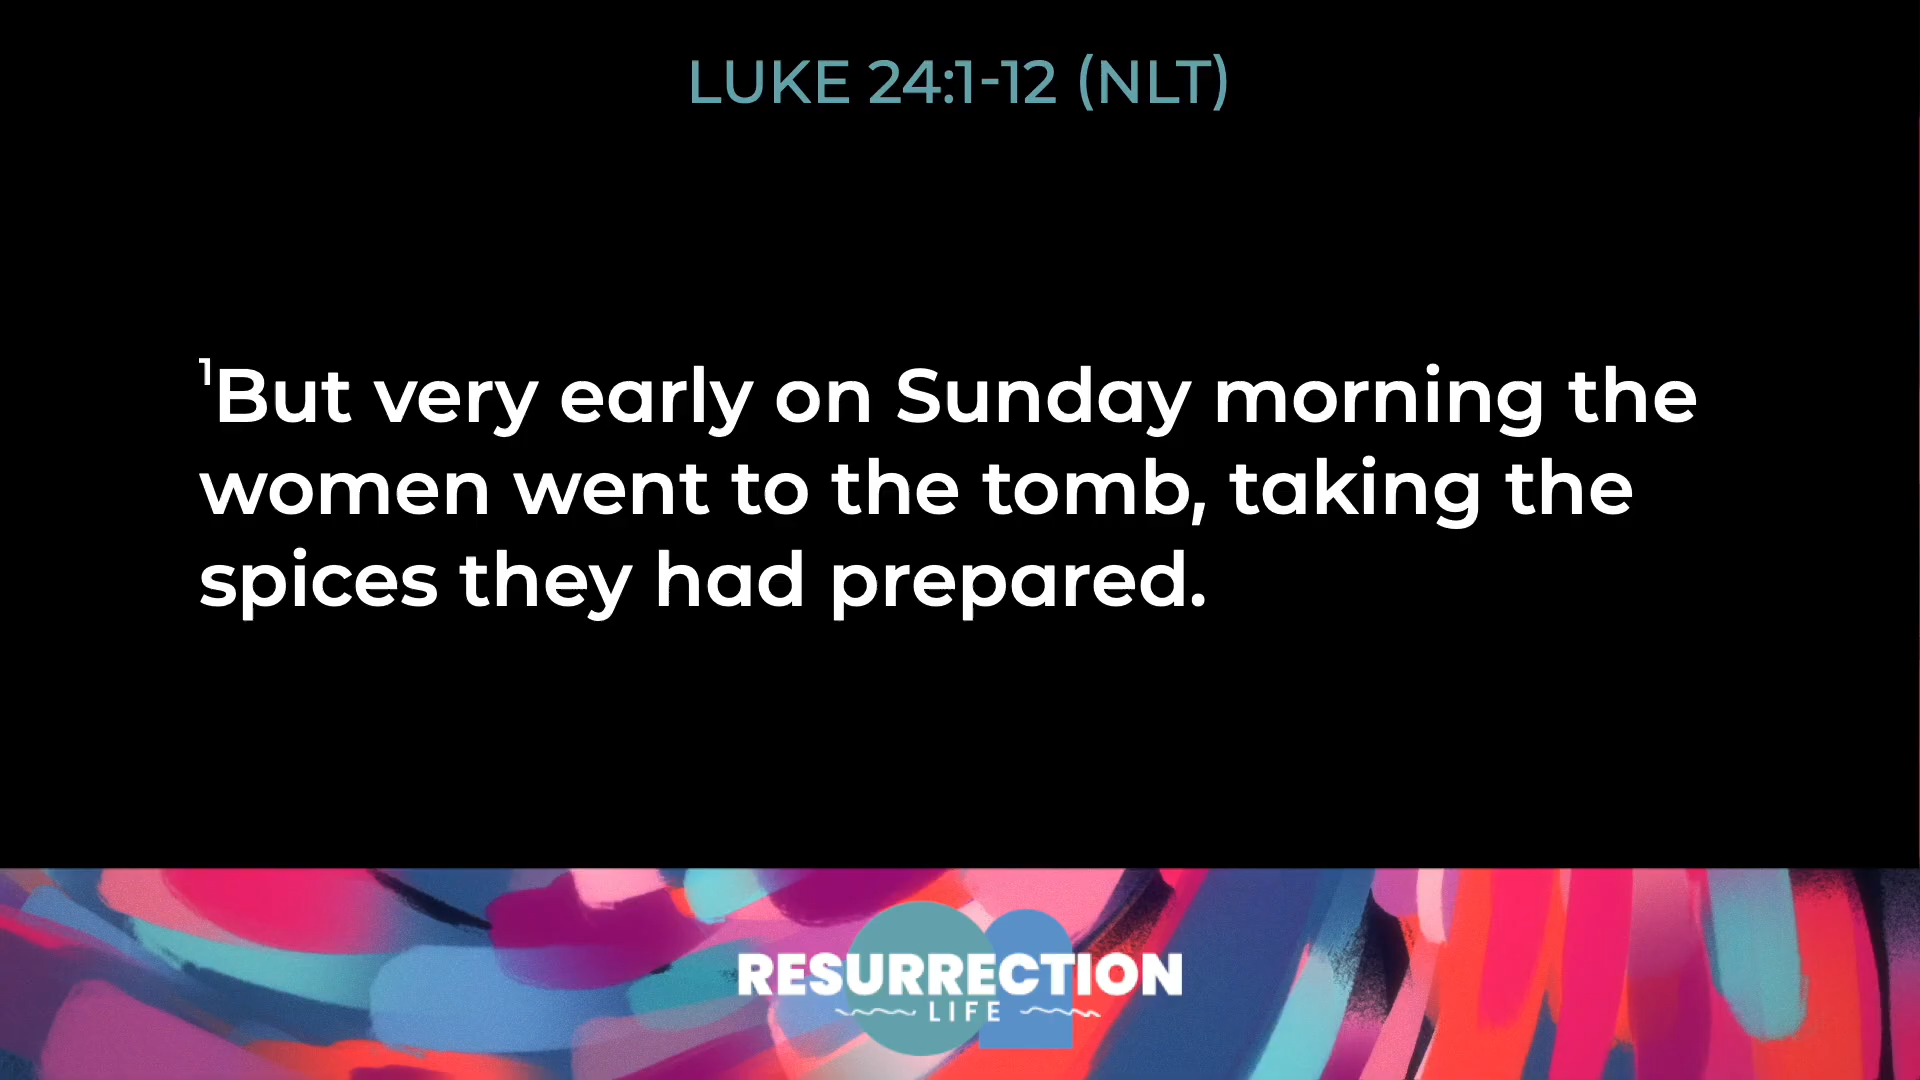 LUKE 24:1-12 (NLT)
¹But very early on Sunday morning the
women went to the tomb, taking the
spices they had prepared.
RESURRECTION
LIFE